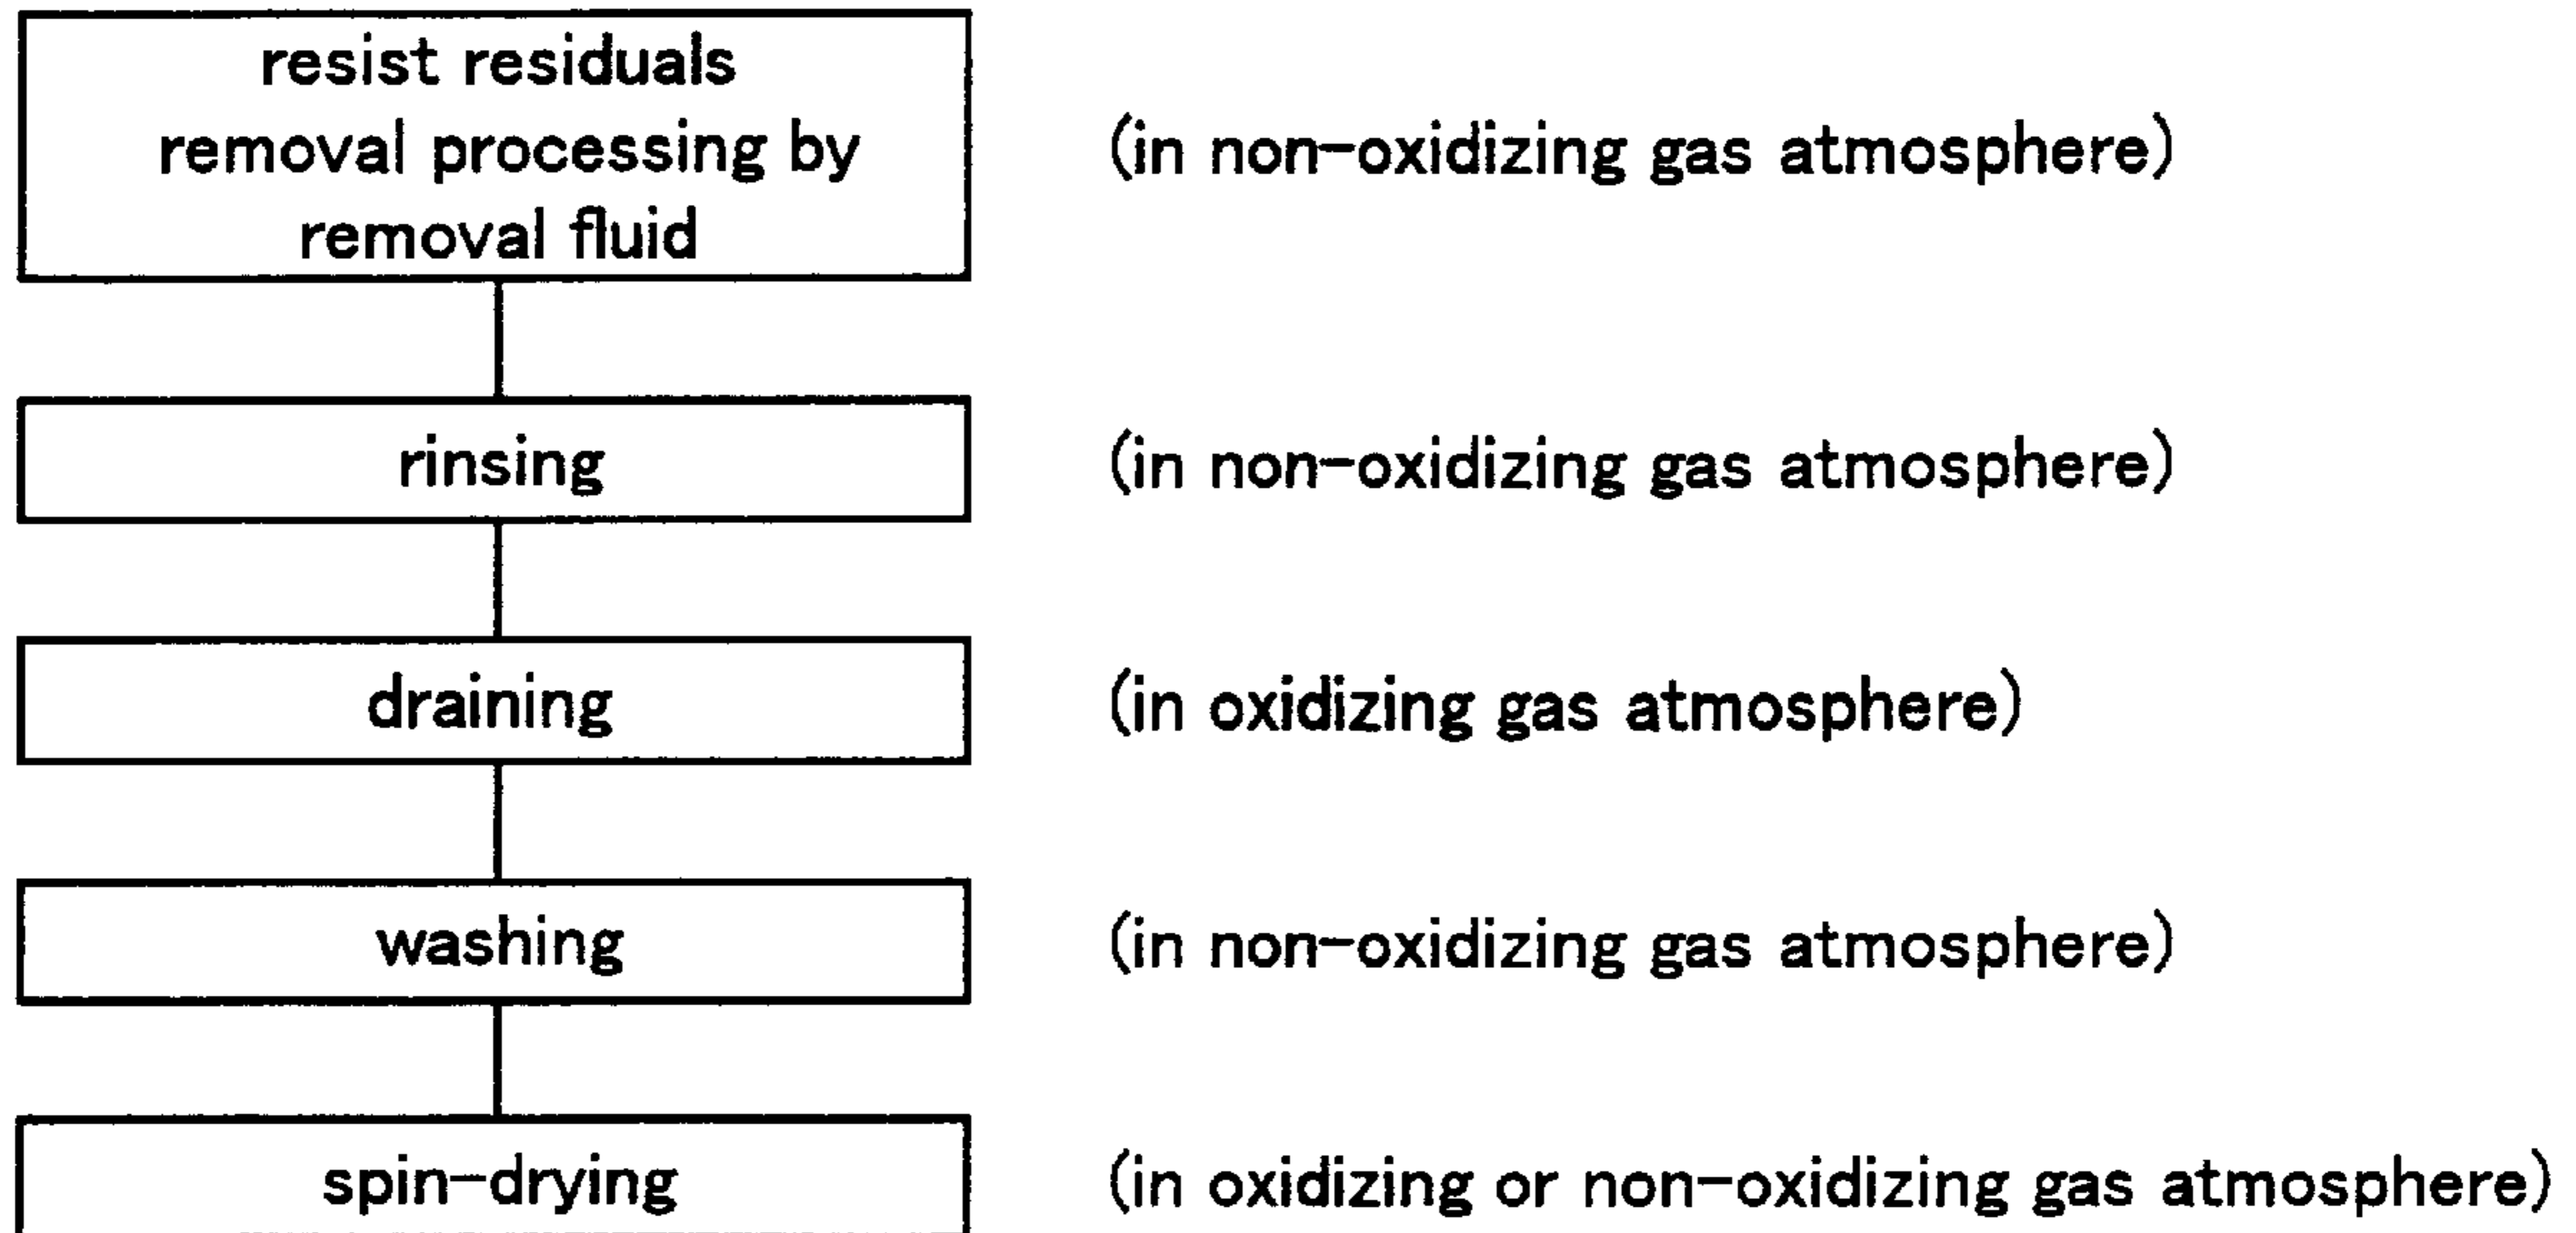 resist residuals
removal processing by
removal fluid
(in non-oxidizing gas atmosphere)
rinsing
(in non-oxidizing gas atmosphere)
draining
(in oxidizing gas atmosphere)
washing
(in non-oxidizing gas atmosphere)
spin-drying
(in oxidizing or non-oxidizing gas atmosphere)